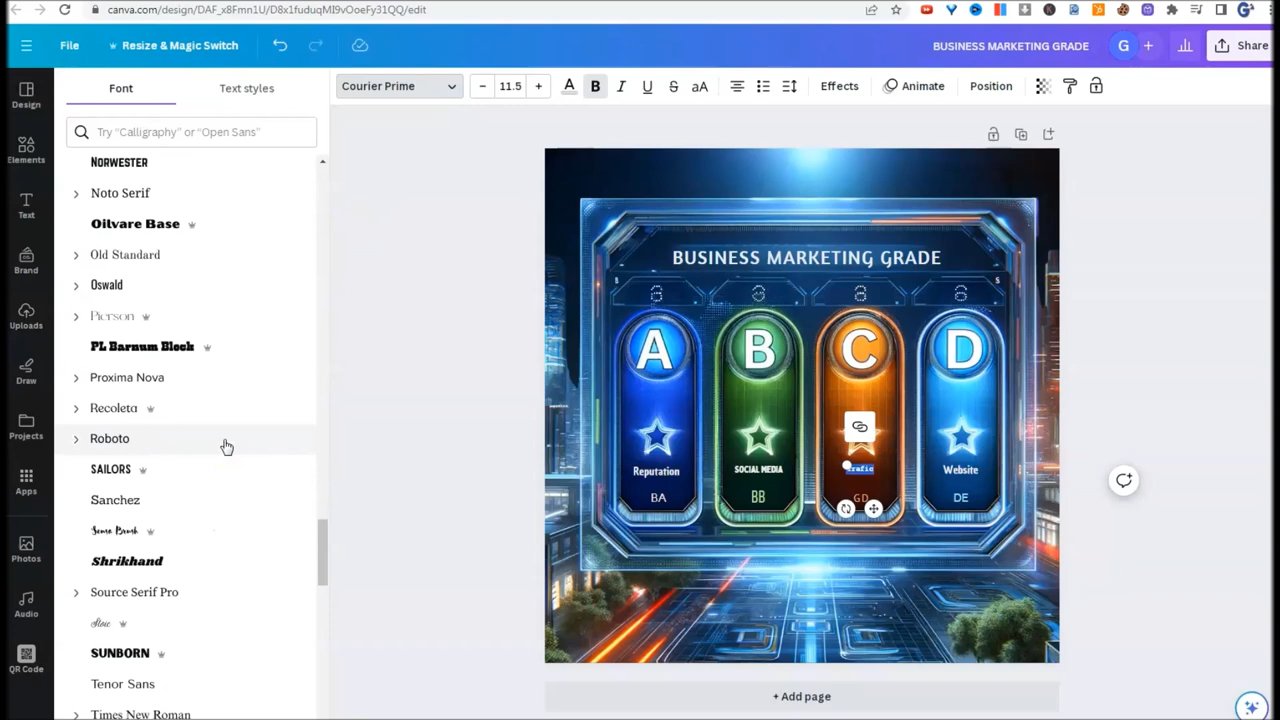 canva.com/design/DAF_x8Fmn1U/D8x1fuduqMI9vOoeFy31QQ/edit
File
Resize & Magic Switch
BUSINESS MARKETING GRADE
G
Share
Design
Elements
Text
Brand
Uploads
Draw
Projects
Apps
Photos
Audio
QR Code
Font
Text styles
Try “Calligraphy” or “Open Sans”
NORWESTER
Noto Serif
Oilvare Base
Old Standard
Oswald
Pierson
PL Barnum Block
Proxima Nova
Recoleta
Roboto
SAILORS
Sanchez
Shrikhand
Source Serif Pro
SUNBORN
Tenor Sans
Times New Roman
Courier Prime
11.5
A
B
I
U
S
aA
Effects
Animate
Position
BUSINESS MARKETING GRADE
A
B
C
D
Reputation
SOCIAL MEDIA
Website
BA
BB
GD
DE
+ Add page